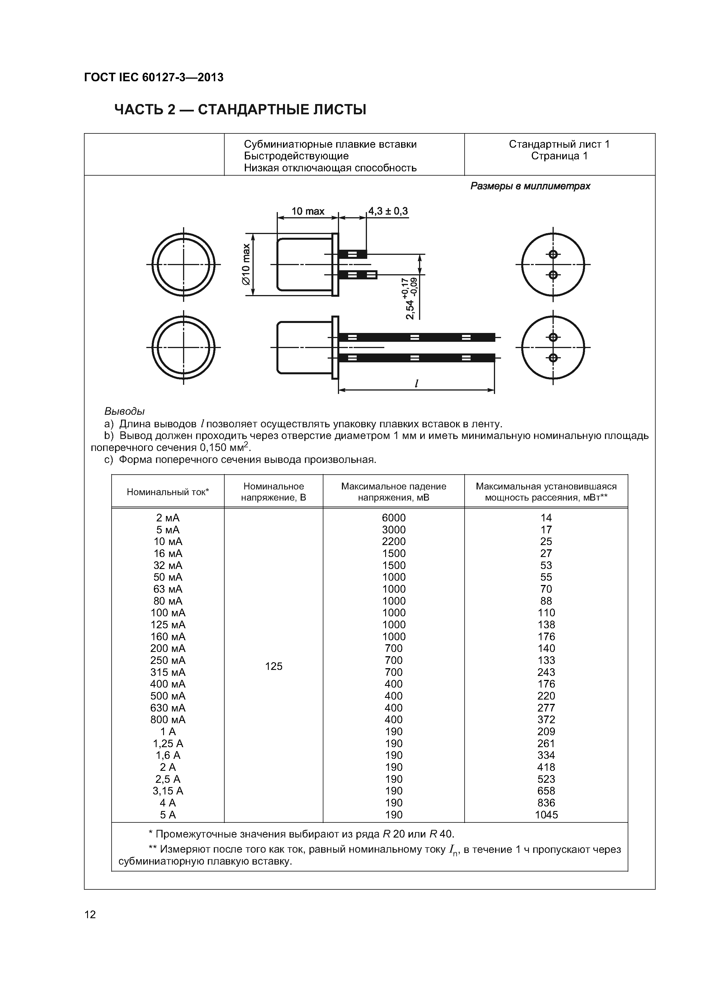 ГОСТ IEC 60127-3—2013
ЧАСТЬ 2 — СТАНДАРТНЫЕ ЛИСТЫ
Субминиатюрные плавкие вставки
Быстродействующие
Низкая отключающая способность
Стандартный лист 1
Страница 1
Размеры в миллиметрах
10 max
4,3 ± 0,3
Ø10 max
2,54 +0,17 -0,09
l
Выводы
a) Длина выводов l позволяет осуществлять упаковку плавких вставок в ленту.
b) Вывод должен проходить через отверстие диаметром 1 мм и иметь минимальную номинальную площадь
поперечного сечения 0,150 мм².
c) Форма поперечного сечения вывода произвольная.
Номинальный ток*
Номинальное
напряжение, В
Максимальное падение
напряжения, мВ
Максимальная установившаяся
мощность рассеяния, мВт**
2 мА 6000 14
5 мА 3000 17
10 мА 2200 25
16 мА 1500 27
32 мА 1500 53
50 мА 1000 55
63 мА 1000 70
80 мА 1000 88
100 мА 1000 110
125 мА 1000 138
160 мА 1000 176
200 мА 700 140
250 мА 700 133
125
315 мА 700 243
400 мА 400 176
500 мА 400 220
630 мА 400 277
800 мА 400 372
1 А 190 209
1,25 А 190 261
1,6 А 190 334
2 А 190 418
2,5 А 190 523
3,15 А 190 658
4 А 190 836
5 А 190 1045
* Промежуточные значения выбирают из ряда R 20 или R 40.
** Измеряют после того как ток, равный номинальному току In, в течение 1 ч пропускают через
субминиатюрную плавкую вставку.
12